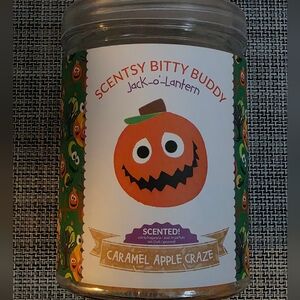 SCENTSY BITTY BUDDY
Jack-o'-Lantern
SCENTED!
CARAMEL APPLE CRAZE